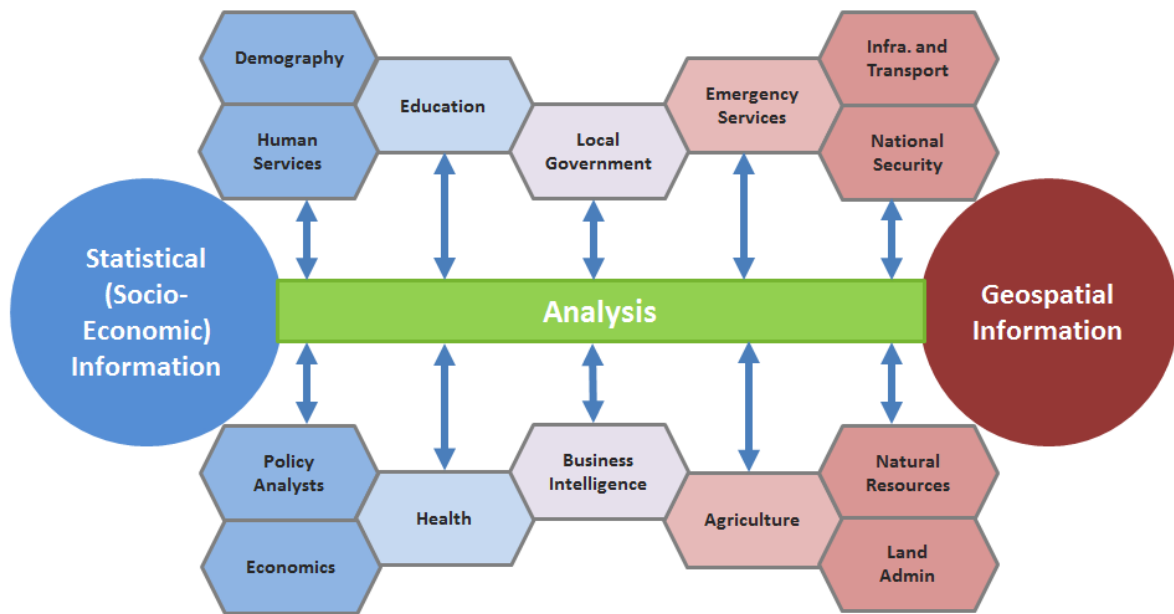 Demography
Education
Human
Services
Local
Government
Emergency
Services
Infra. and
Transport
National
Security
Statistical
(Socio-
Economic)
Information
Analysis
Geospatial
Information
Policy
Analysts
Economics
Health
Business
Intelligence
Agriculture
Natural
Resources
Land
Admin